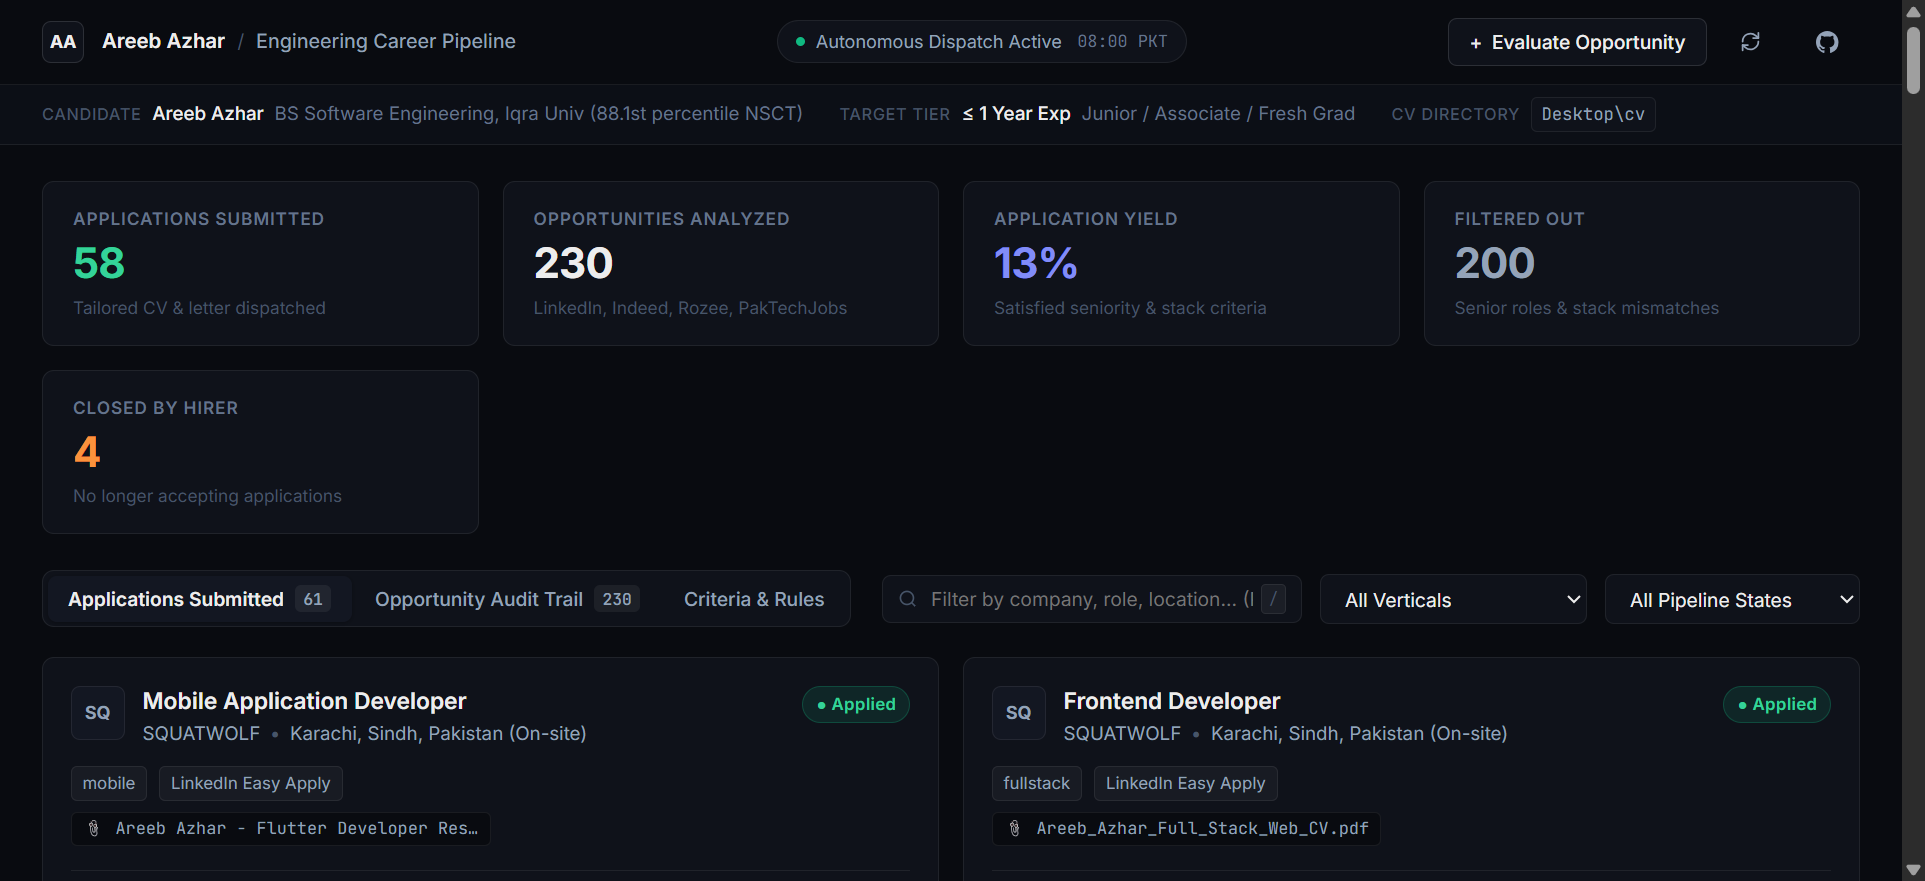 AA Areeb Azhar / Engineering Career Pipeline
Autonomous Dispatch Active 08:00 PKT
+ Evaluate Opportunity
CANDIDATE Areeb Azhar BS Software Engineering, Iqra Univ (88.1st percentile NSCT)
TARGET TIER ≤ 1 Year Exp Junior / Associate / Fresh Grad
CV DIRECTORY Desktop\cv
APPLICATIONS SUBMITTED
58
Tailored CV & letter dispatched
OPPORTUNITIES ANALYZED
230
LinkedIn, Indeed, Rozee, PakTechJobs
APPLICATION YIELD
13%
Satisfied seniority & stack criteria
FILTERED OUT
200
Senior roles & stack mismatches
CLOSED BY HIRER
4
No longer accepting applications
Applications Submitted 61
Opportunity Audit Trail 230
Criteria & Rules
Filter by company, role, location... (
/
All Verticals
All Pipeline States
SQ
Mobile Application Developer
SQUATWOLF • Karachi, Sindh, Pakistan (On-site)
• Applied
mobile
LinkedIn Easy Apply
Areeb Azhar - Flutter Developer Res…
SQ
Frontend Developer
SQUATWOLF • Karachi, Sindh, Pakistan (On-site)
• Applied
fullstack
LinkedIn Easy Apply
Areeb_Azhar_Full_Stack_Web_CV.pdf